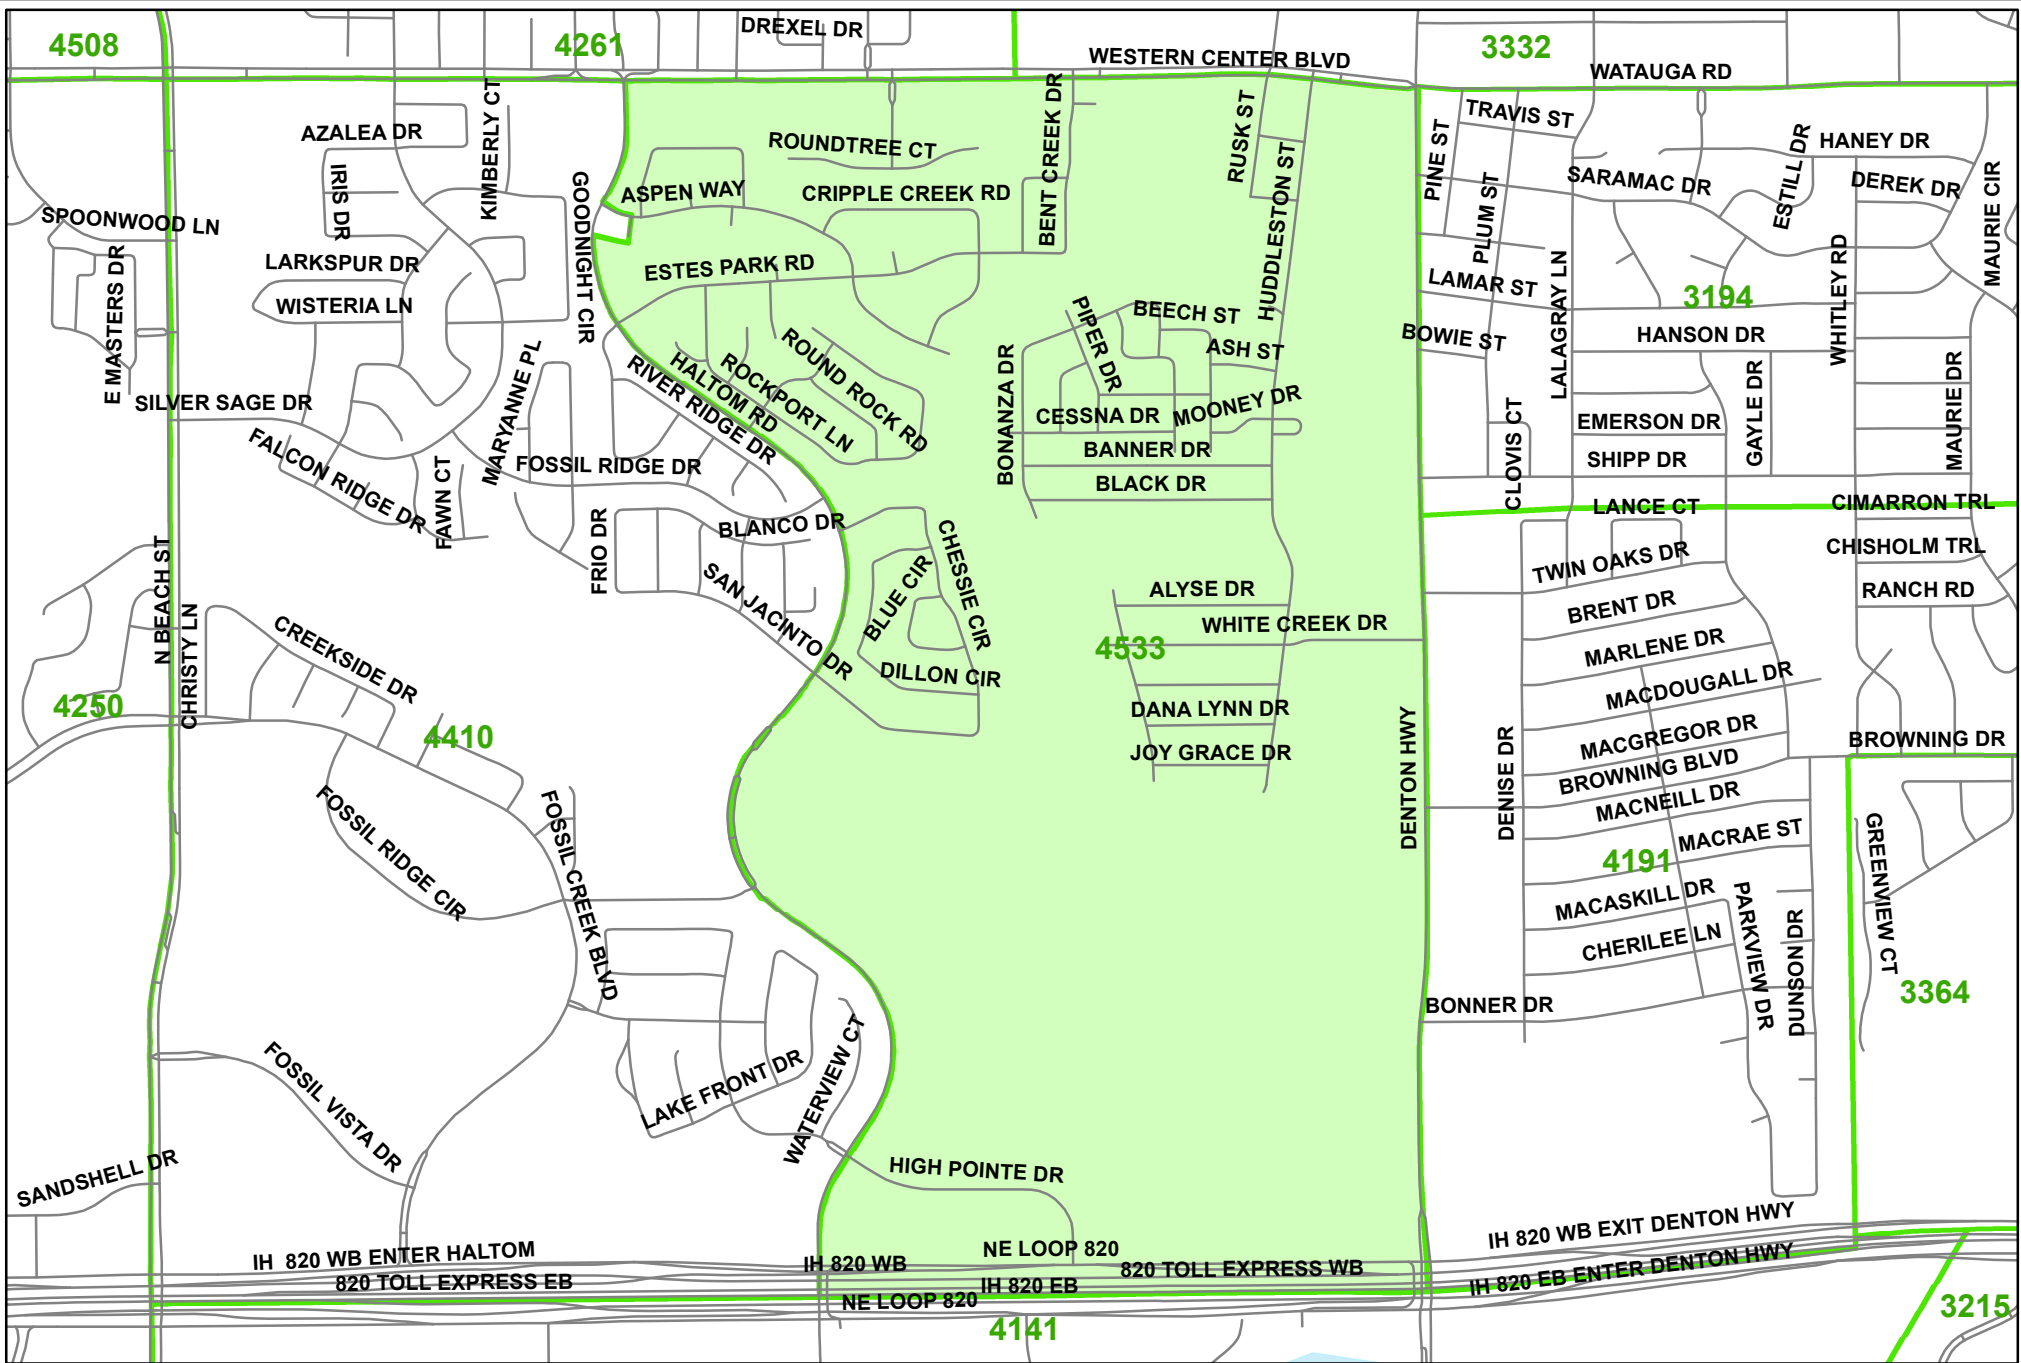 DREXEL DR
4508
4261
3332
WESTERN CENTER BLVD
WATAUGA RD
KIMBERLY CT
BENT CREEK DR
RUSK ST
TRAVIS ST
AZALEA DR
ROUNDTREE CT
PINE ST
ESTILL DR
HANEY DR
IRIS DR
GOODNIGHT CIR
ASPEN WAY
CRIPPLE CREEK RD
HUDDLESTON ST
PLUM ST
SARAMAC DR
DEREK DR
MAURIE CIR
SPOONWOOD LN
E MASTERS DR
LARKSPUR DR
ESTES PARK RD
LAMAR ST
LALAGRAY LN
3194
WHITLEY RD
WISTERIA LN
PIPER DR
BEECH ST
BOWIE ST
HANSON DR
MARYANNE PL
ROUND ROCK RD
ASH ST
BONANZA DR
HALTOM RD
ROCKPORT LN
RIVER RIDGE DR
GAYLE DR
MAURIE DR
SILVER SAGE DR
CESSNA DR
MOONEY DR
CLOVIS CT
EMERSON DR
FALCON RIDGE DR
FAWN CT
FOSSIL RIDGE DR
BANNER DR
SHIPP DR
BLACK DR
LANCE CT
CIMARRON TRL
N BEACH ST
FRIO DR
BLANCO DR
CHESSIE CIR
CHISHOLM TRL
TWIN OAKS DR
SAN JACINTO DR
BLUE CIR
ALYSE DR
RANCH RD
CHRISTY LN
CREEKSIDE DR
WHITE CREEK DR
BRENT DR
4533
MARLENE DR
DILLON CIR
MACDOUGALL DR
4250
4410
DANA LYNN DR
DENTON HWY
DENISE DR
MACGREGOR DR
BROWNING DR
JOY GRACE DR
BROWNING BLVD
FOSSIL RIDGE CIR
FOSSIL CREEK BLVD
MACNEILL DR
MACRAE ST
GREENVIEW CT
4191
MACASKILL DR
PARKVIEW DR
DUNSON DR
CHERILEE LN
3364
BONNER DR
FOSSIL VISTA DR
LAKE FRONT DR
WATERVIEW CT
SANDSHELL DR
HIGH POINTE DR
IH 820 WB ENTER HALTOM
IH 820 WB
NE LOOP 820
IH 820 WB EXIT DENTON HWY
820 TOLL EXPRESS EB
IH 820 EB
820 TOLL EXPRESS WB
IH 820 EB ENTER DENTON HWY
NE LOOP 820
4141
3215